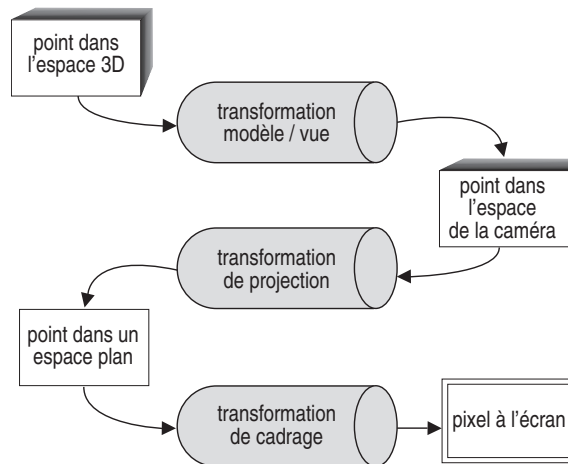 point dans
l’espace 3D
transformation
modèle / vue
point dans
l’espace
de la caméra
transformation
de projection
point dans un
espace plan
transformation
de cadrage
pixel à l’écran